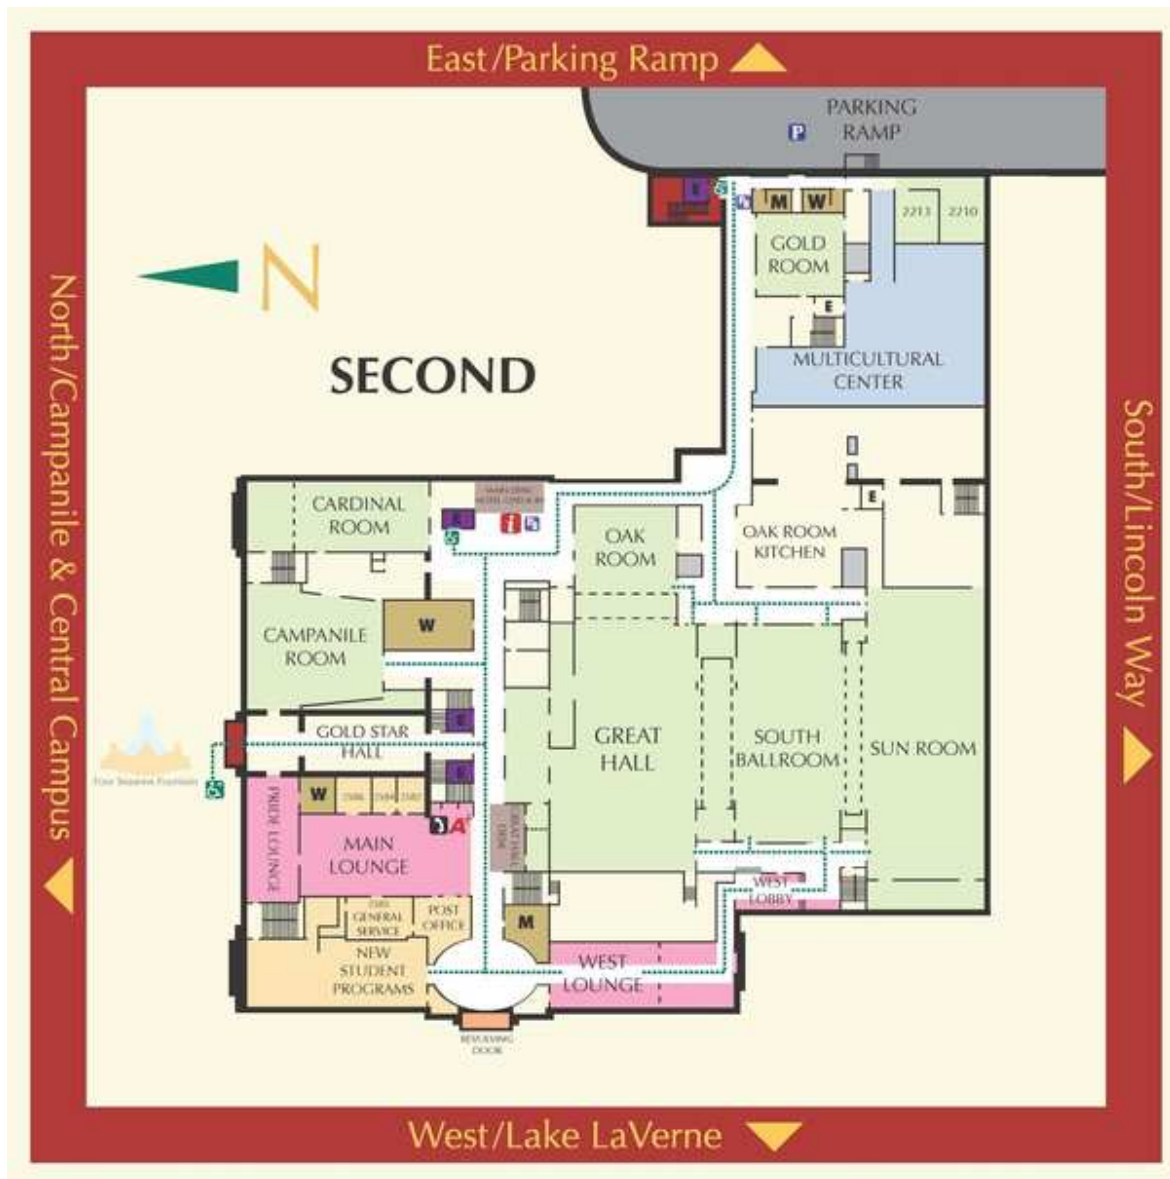 East/Parking Ramp
PARKING
RAMP
P
E
M
W
2213
2210
GOLD
ROOM
N
E
North/Campanile & Central Campus
SECOND
MULTICULTURAL
CENTER
South/Lincoln Way
CARDINAL
ROOM
E
i
OAK
ROOM
OAK ROOM
KITCHEN
E
CAMPANILE
ROOM
W
E
GOLD STAR
HALL
GREAT
HALL
SOUTH
BALLROOM
SUN ROOM
E
W
PRIDE LOUNGE
MAIN
LOUNGE
A
GREAT HALL
DESK
WEST
LOBBY
GENERAL
SERVICE
POST
OFFICE
M
NEW
STUDENT
PROGRAMS
WEST
LOUNGE
REVOLVING
DOOR
West/Lake LaVerne